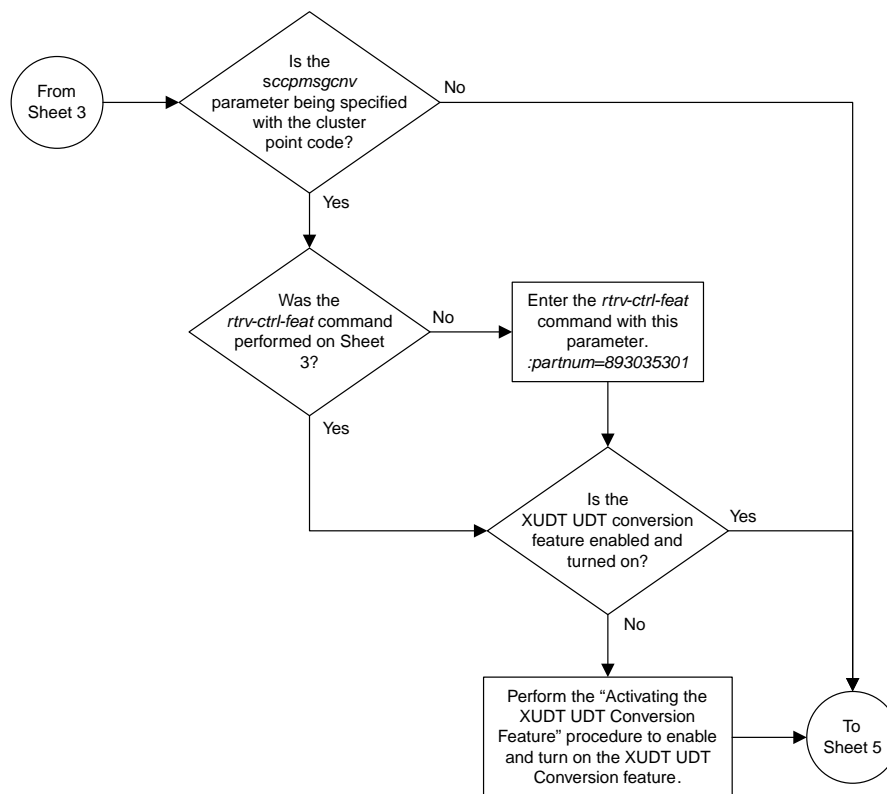 From
Sheet 3
Is the
sccpmsgcnv
parameter being specified
with the cluster
point code?
No
Yes
Was the
rtrv-ctrl-feat command
performed on Sheet
3?
No
Enter the rtrv-ctrl-feat
command with this
parameter.
:partnum=893035301
Yes
Is the
XUDT UDT conversion
feature enabled and
turned on?
Yes
No
Perform the “Activating the
XUDT UDT Conversion
Feature” procedure to enable
and turn on the XUDT UDT
Conversion feature.
To
Sheet 5